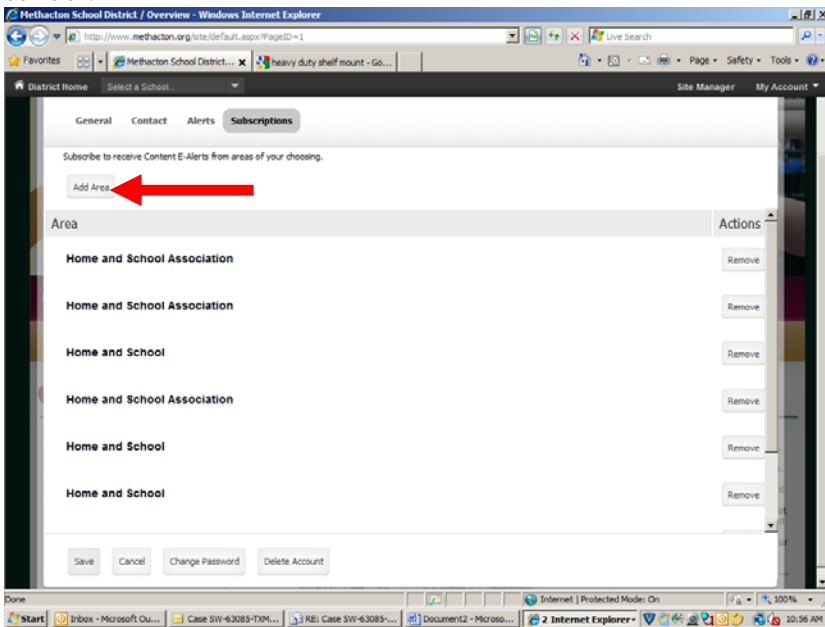 Methacton School District / Overview - Windows Internet Explorer
http://www.methacton.org/site/default.aspx?PageID=1
Live Search
Favorites
Methacton School District... x
heavy duty shelf mount - Go...
Page Safety Tools
District Home Select a School... Site Manager My Account
General Contact Alerts Subscriptions
Subscribe to receive Content E-Alerts from areas of your choosing.
Add Area
Area Actions
Home and School Association Remove
Home and School Association Remove
Home and School Remove
Home and School Association Remove
Home and School Remove
Home and School Remove
Save Cancel Change Password Delete Account
Done Internet | Protected Mode: On 100%
Start Inbox - Microsoft Ou... Case SW-63085-TXM... RE: Case SW-63085-... Document2 - Microso... 2 Internet Explorer 10:56 AM